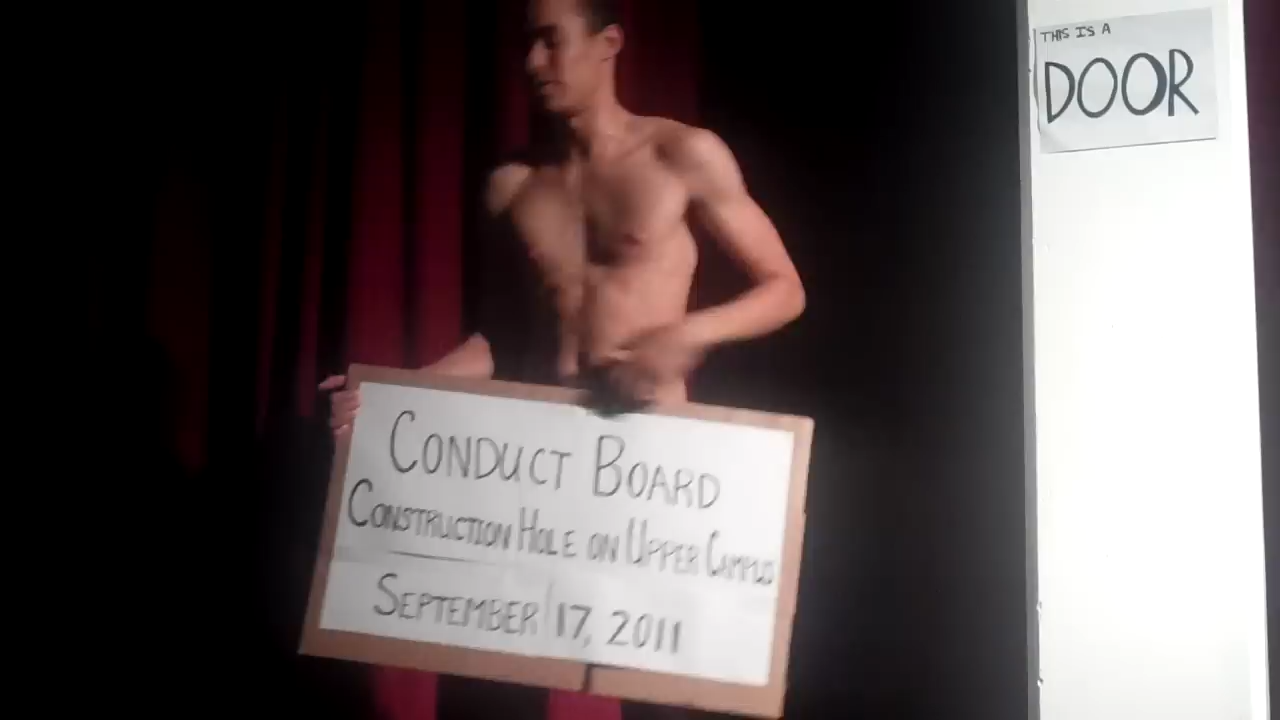 THIS IS A
DOOR
CONDUCT BOARD
CONSTRUCTION HOLE ON UPPER CAMPUS
SEPTEMBER 17, 2011